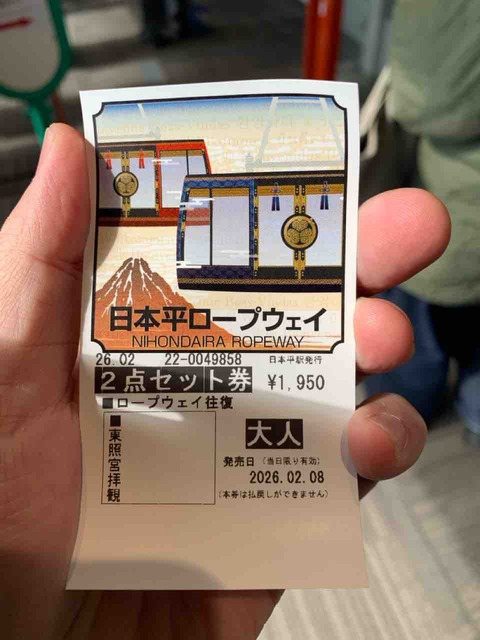 日本平ロープウェイ
NIHONDAIRA ROPEWAY
26.02 22-0049858 日本平駅発行
2点セット券 ¥1,950
■ロープウェイ往復
■東照宮拝観
大人
発売日 (当日限り有効)
2026.02.08
(本券は払戻しができません)